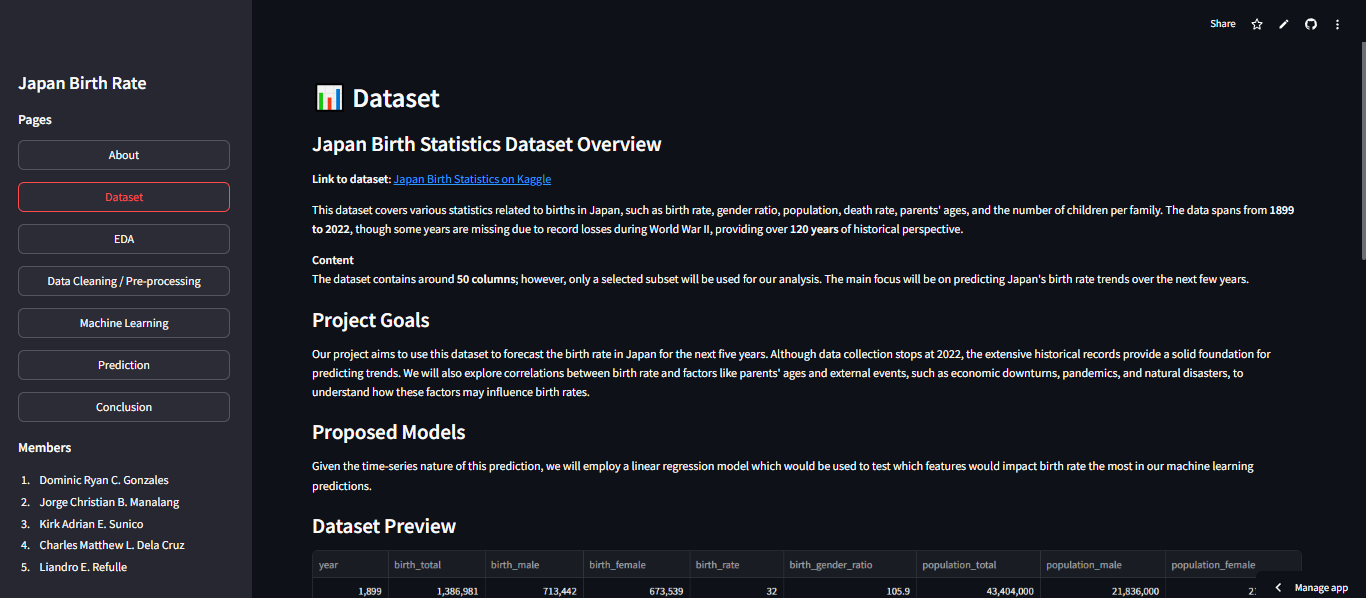 Share
Japan Birth Rate
Pages
About
Dataset
EDA
Data Cleaning / Pre-processing
Machine Learning
Prediction
Conclusion
Members
1. Dominic Ryan C. Gonzales
2. Jorge Christian B. Manalang
3. Kirk Adrian E. Sunico
4. Charles Matthew L. Dela Cruz
5. Liandro E. Refulle
Dataset
Japan Birth Statistics Dataset Overview
Link to dataset: Japan Birth Statistics on Kaggle
This dataset covers various statistics related to births in Japan, such as birth rate, gender ratio, population, death rate, parents' ages, and the number of children per family. The data spans from 1899
to 2022, though some years are missing due to record losses during World War II, providing over 120 years of historical perspective.
Content
The dataset contains around 50 columns; however, only a selected subset will be used for our analysis. The main focus will be on predicting Japan's birth rate trends over the next few years.
Project Goals
Our project aims to use this dataset to forecast the birth rate in Japan for the next five years. Although data collection stops at 2022, the extensive historical records provide a solid foundation for
predicting trends. We will also explore correlations between birth rate and factors like parents' ages and external events, such as economic downturns, pandemics, and natural disasters, to
understand how these factors may influence birth rates.
Proposed Models
Given the time-series nature of this prediction, we will employ a linear regression model which would be used to test which features would impact birth rate the most in our machine learning
predictions.
Dataset Preview
year birth_total birth_male birth_female birth_rate birth_gender_ratio population_total population_male population_female
1,899 1,386,981 713,442 673,539 32 105.9 43,404,000 21,836,000
Manage app